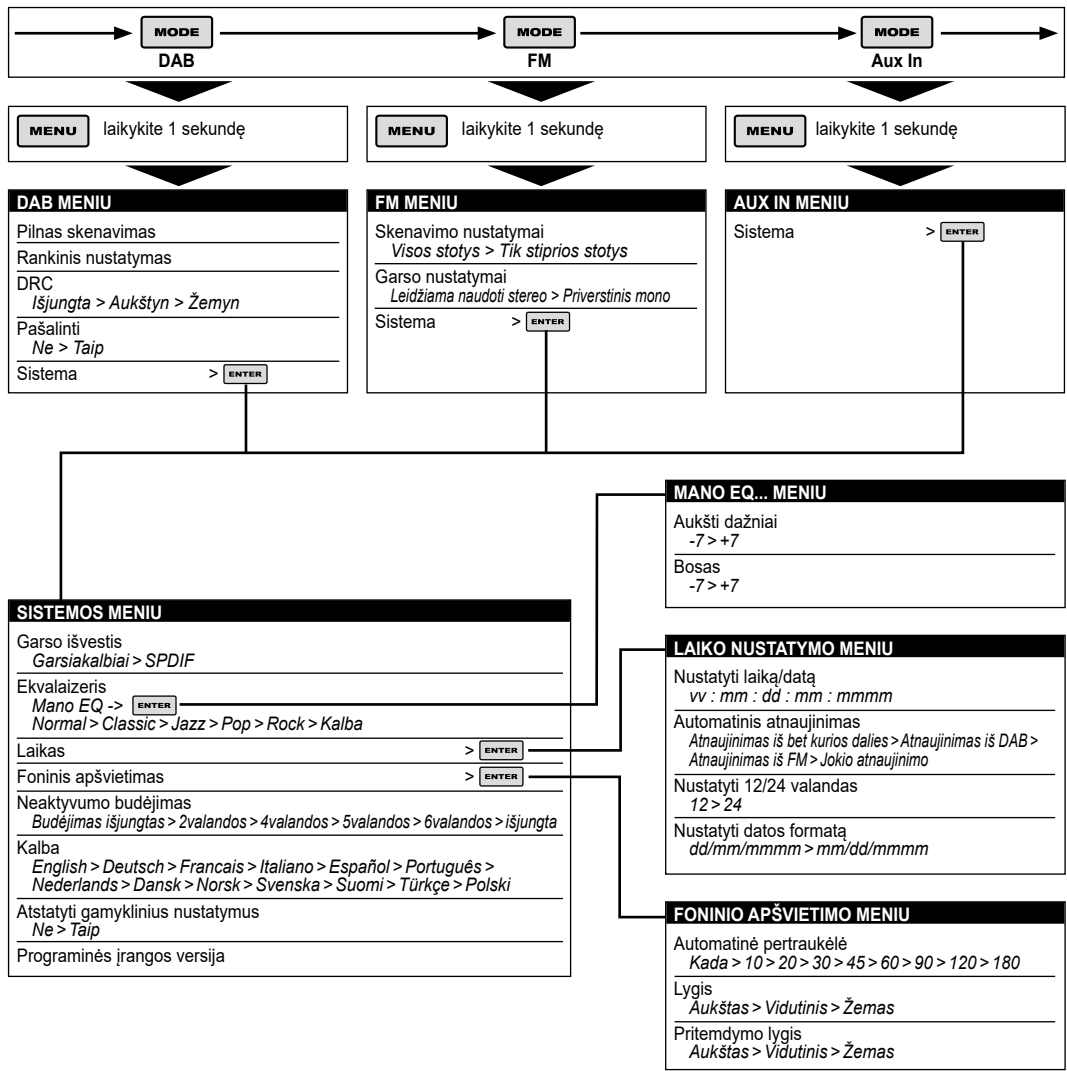 MODE
DAB
MODE
FM
MODE
Aux In
MENU laikykite 1 sekundę
MENU laikykite 1 sekundę
MENU laikykite 1 sekundę
DAB MENIU
Pilnas skenavimas
Rankinis nustatymas
DRC
Išjungta > Aukštyn > Žemyn
Pašalinti
Ne > Taip
Sistema > ENTER
FM MENIU
Skenavimo nustatymai
Visos stotys > Tik stiprios stotys
Garso nustatymai
Leidžiama naudoti stereo > Priverstinis mono
Sistema > ENTER
AUX IN MENIU
Sistema > ENTER
SISTEMOS MENIU
Garso išvestis
Garsiakalbiai > SPDIF
Ekvalaizeris
Mano EQ -> ENTER
Normal > Classic > Jazz > Pop > Rock > Kalba
Laikas > ENTER
Foninis apšvietimas > ENTER
Neaktyvumo budėjimas
Budėjimas išjungtas > 2valandos > 4valandos > 5valandos > 6valandos > išjungta
Kalba
English > Deutsch > Francais > Italiano > Español > Português >
Nederlands > Dansk > Norsk > Svenska > Suomi > Türkçe > Polski
Atstatyti gamyklinius nustatymus
Ne > Taip
Programinės įrangos versija
MANO EQ... MENIU
Aukšti dažniai
-7 > +7
Bosas
-7 > +7
LAIKO NUSTATYMO MENIU
Nustatyti laiką/datą
vv : mm : dd : mm : mmmm
Automatinis atnaujinimas
Atnaujinimas iš bet kurios dalies > Atnaujinimas iš DAB >
Atnaujinimas iš FM > Jokio atnaujinimo
Nustatyti 12/24 valandas
12 > 24
Nustatyti datos formatą
dd/mm/mmmm > mm/dd/mmmm
FONINIO APŠVIETIMO MENIU
Automatinė pertraukėlė
Kada > 10 > 20 > 30 > 45 > 60 > 90 > 120 > 180
Lygis
Aukštas > Vidutinis > Žemas
Pritemdymo lygis
Aukštas > Vidutinis > Žemas